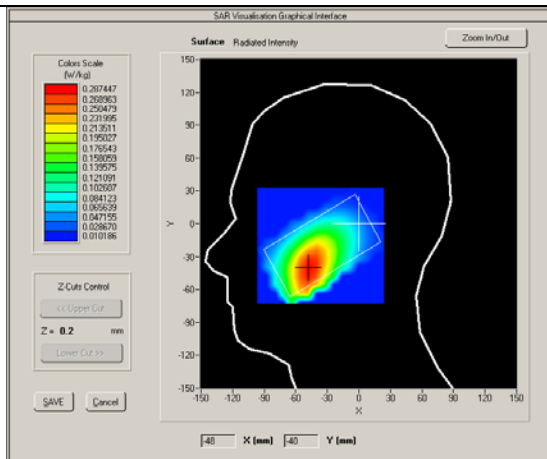 SAR Visualisation Graphical Interface
Surface Radiated Intensity
Zoom In/Out
Colors Scale
(W/kg)
0.287447
0.268963
0.250479
0.231995
0.213511
0.195027
0.176543
0.158059
0.139575
0.121091
0.102607
0.084123
0.065639
0.047155
0.028670
0.010186
Z-Cuts Control
<< Upper Cut
Z = 0.2 mm
Lower Cut >>
SAVE Cancel
150
120
90
60
30
0
-30
-60
-90
-120
-150
Y
-150 -120 -90 -60 -30 0 30 60 90 120 150
X
-48 X (mm) -40 Y (mm)